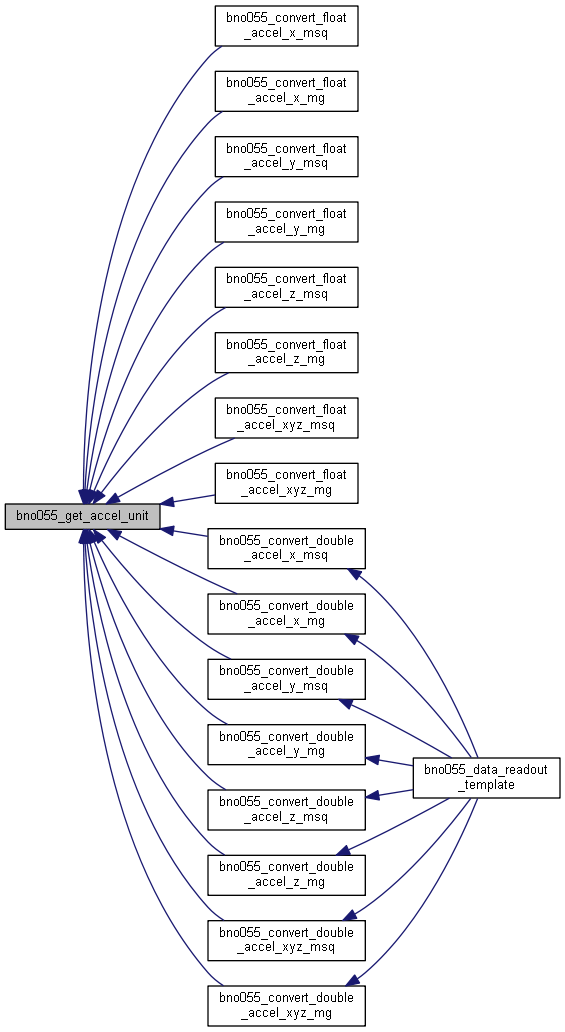 bno055_convert_float
_accel_x_msq
bno055_convert_float
_accel_x_mg
bno055_convert_float
_accel_y_msq
bno055_convert_float
_accel_y_mg
bno055_convert_float
_accel_z_msq
bno055_convert_float
_accel_z_mg
bno055_convert_float
_accel_xyz_msq
bno055_convert_float
_accel_xyz_mg
bno055_get_accel_unit
bno055_convert_double
_accel_x_msq
bno055_convert_double
_accel_x_mg
bno055_convert_double
_accel_y_msq
bno055_convert_double
_accel_y_mg
bno055_data_readout
_template
bno055_convert_double
_accel_z_msq
bno055_convert_double
_accel_z_mg
bno055_convert_double
_accel_xyz_msq
bno055_convert_double
_accel_xyz_mg